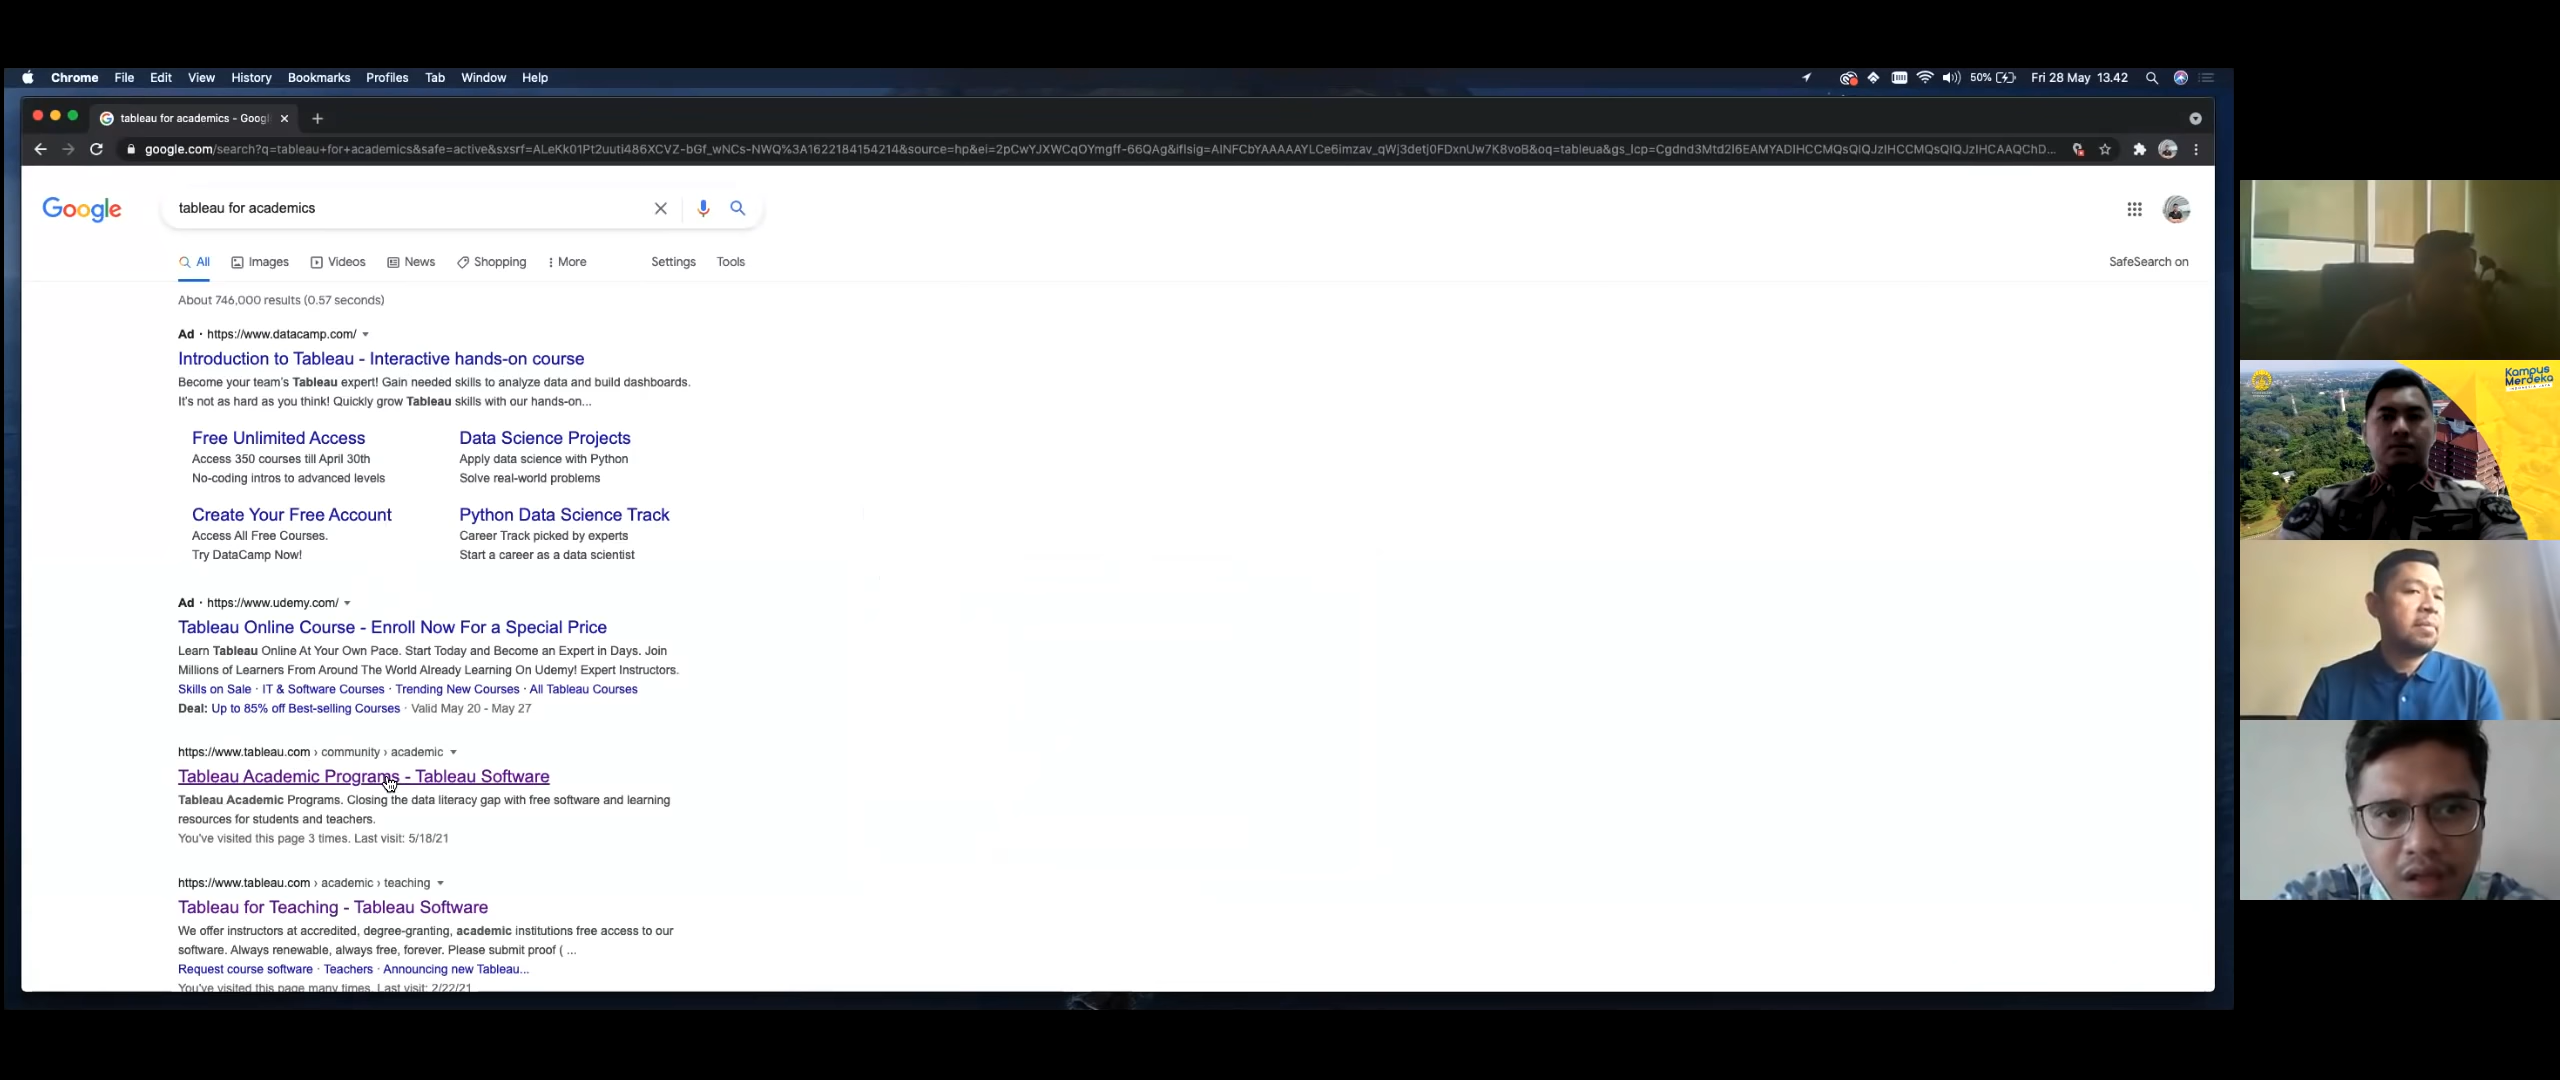 Chrome File Edit View History Bookmarks Profiles Tab Window Help
50% Fri 28 May 13.42
tableau for academics - Googl
google.com/search?q=tableau+for+academics&safe=active&sxsrf=
Google
tableau for academics
All Images Videos News Shopping More Settings Tools
SafeSearch on
About 746,000 results (0.57 seconds)
Ad · https://www.datacamp.com/
Introduction to Tableau - Interactive hands-on course
Become your team's Tableau expert! Gain needed skills to analyze data and build dashboards.
It's not as hard as you think! Quickly grow Tableau skills with our hands-on...
Free Unlimited Access
Access 350 courses till April 30th
No-coding intros to advanced levels
Data Science Projects
Apply data science with Python
Solve real-world problems
Create Your Free Account
Access All Free Courses.
Try DataCamp Now!
Python Data Science Track
Career Track picked by experts
Start a career as a data scientist
Ad · https://www.udemy.com/
Tableau Online Course - Enroll Now For a Special Price
Learn Tableau Online At Your Own Pace. Start Today and Become an Expert in Days. Join
Millions of Learners From Around The World Already Learning On Udemy! Expert Instructors.
Skills on Sale · IT & Software Courses · Trending New Courses · All Tableau Courses
Deal: Up to 85% off Best-selling Courses · Valid May 20 - May 27
https://www.tableau.com › community › academic
Tableau Academic Programs - Tableau Software
Tableau Academic Programs. Closing the data literacy gap with free software and learning
resources for students and teachers.
You've visited this page 3 times. Last visit: 5/18/21
https://www.tableau.com › academic › teaching
Tableau for Teaching - Tableau Software
We offer instructors at accredited, degree-granting, academic institutions free access to our
software. Always renewable, always free, forever. Please submit proof ( ...
Request course software · Teachers · Announcing new Tableau...
You've visited this page many times. Last visit: 2/22/21
Kampus
Merdeka